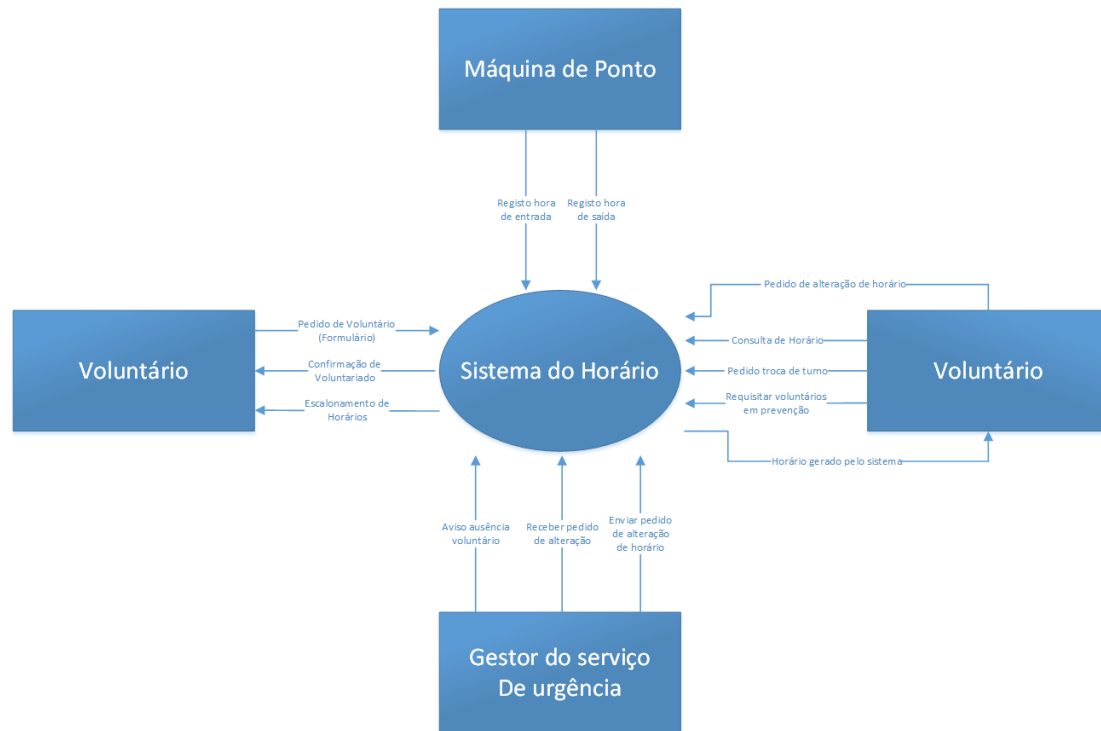 Máquina de Ponto
Registo hora
de entrada
Registo hora
de saída
Pedido de alteração de horário
Pedido de Voluntário
(Formulário)
Voluntário
Confirmação de
Voluntariado
Escalonamento de
Horários
Sistema do Horário
Consulta de Horário
Pedido troca de turno
Requisitar voluntários
em prevenção
Voluntário
Horário gerado pelo sistema
Aviso ausência
voluntário
Receber pedido
de alteração
Enviar pedido
de alteração
de horário
Gestor do serviço
De urgência